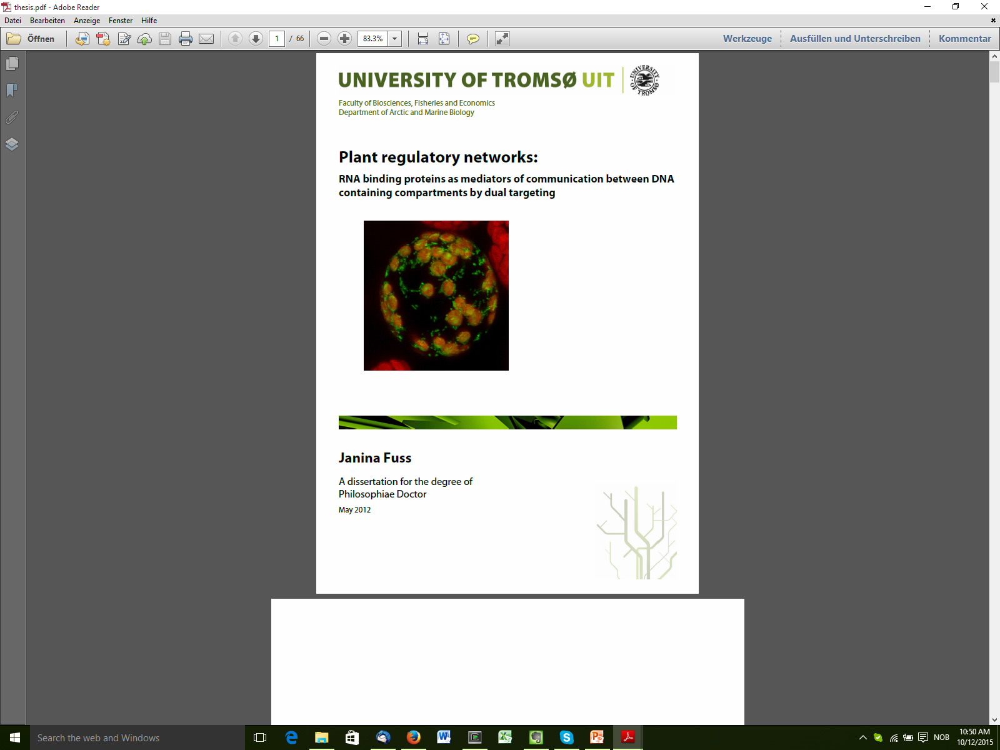 thesis.pdf - Adobe Reader
Datei Bearbeiten Anzeige Fenster Hilfe
Öffnen 1 / 66 83.3% Werkzeuge Ausfüllen und Unterschreiben Kommentar
UNIVERSITY OF TROMSØ UIT
UNIVERSITY OF TROMSØ
Faculty of Biosciences, Fisheries and Economics
Department of Arctic and Marine Biology
Plant regulatory networks:
RNA binding proteins as mediators of communication between DNA
containing compartments by dual targeting
Janina Fuss
A dissertation for the degree of
Philosophiae Doctor
May 2012
Search the web and Windows
NOB
10:50 AM
10/12/2015